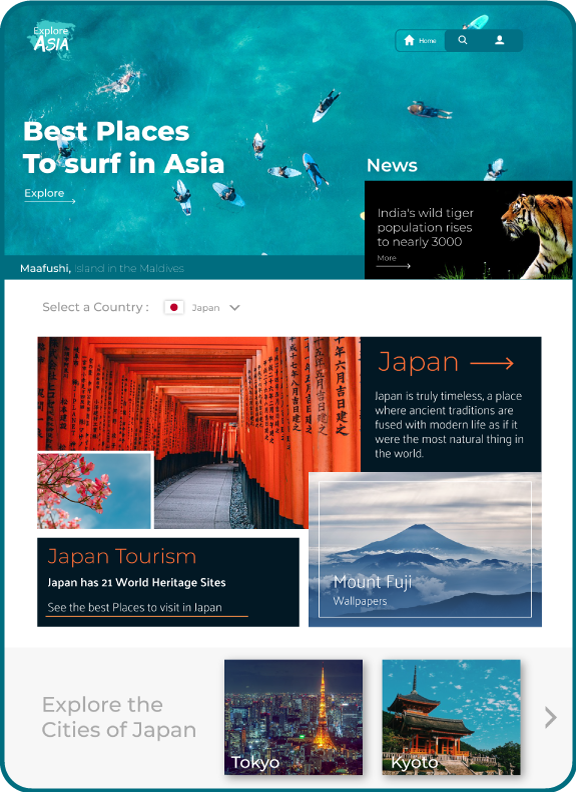 Explore
ASIA
Home
Best Places
To surf in Asia
Explore
News
India's wild tiger
population rises
to nearly 3000
More
Maafushi, Island in the Maldives
Select a Country :
Japan
Japan
Japan is truly timeless, a place
where ancient traditions are
fused with modern life as if it
were the most natural thing in
the world.
Japan Tourism
Japan has 21 World Heritage Sites
See the best Places to visit in Japan
Mount Fuji
Wallpapers
Explore the
Cities of Japan
Tokyo
Kyoto